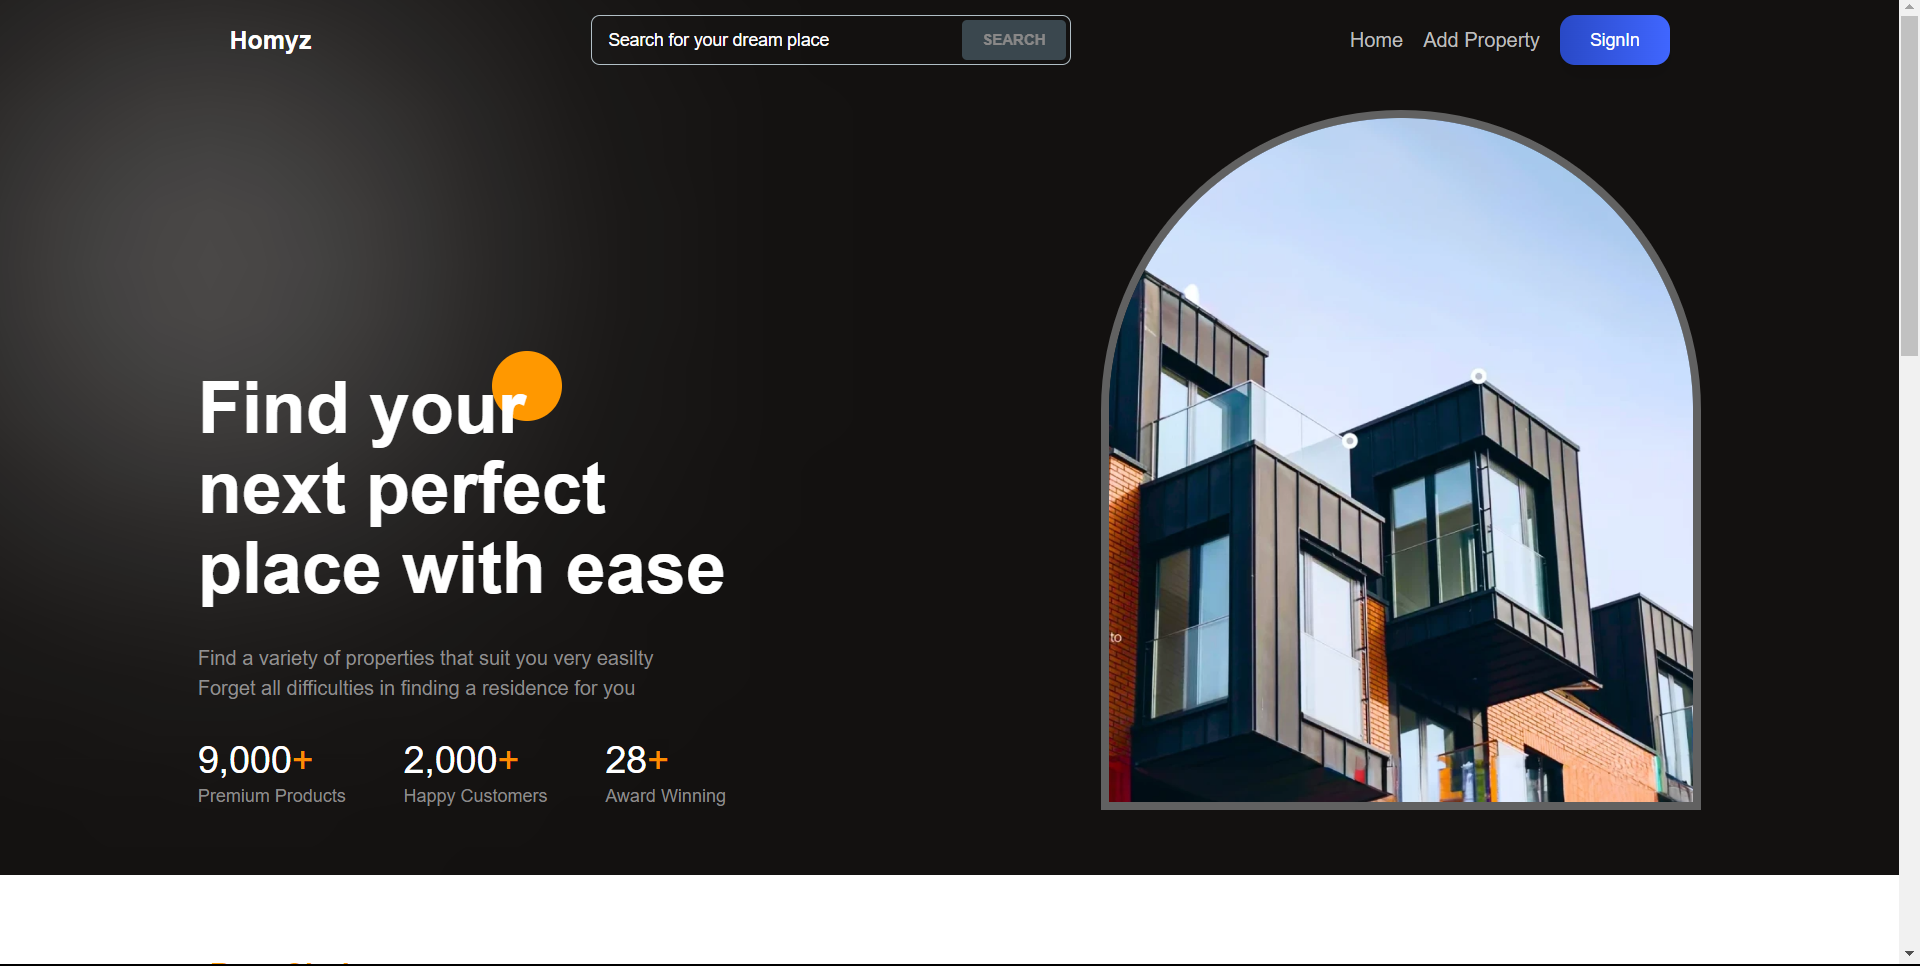 Homyz
Search for your dream place
SEARCH
Home
Add Property
SignIn
Find your
next perfect
place with ease
to
Find a variety of properties that suit you very easilty
Forget all difficulties in finding a residence for you
9,000+
2,000+
28+
Premium Products
Happy Customers
Award Winning